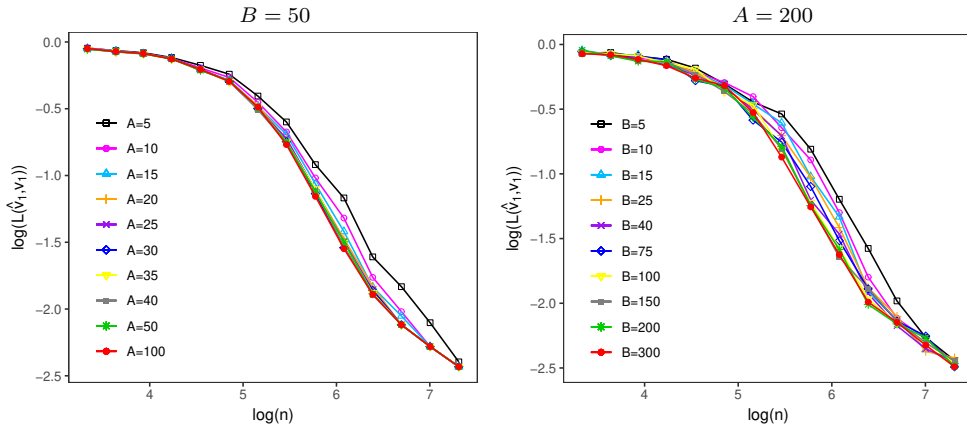 B = 50
A = 200
0.0
−0.5
−1.0
−1.5
−2.0
−2.5
log(L(v̂₁,v₁))
A=5
A=10
A=15
A=20
A=25
A=30
A=35
A=40
A=50
A=100
4
5
6
7
log(n)
0.0
−0.5
−1.0
−1.5
−2.0
−2.5
log(L(v̂₁,v₁))
B=5
B=10
B=15
B=25
B=40
B=75
B=100
B=150
B=200
B=300
4
5
6
7
log(n)